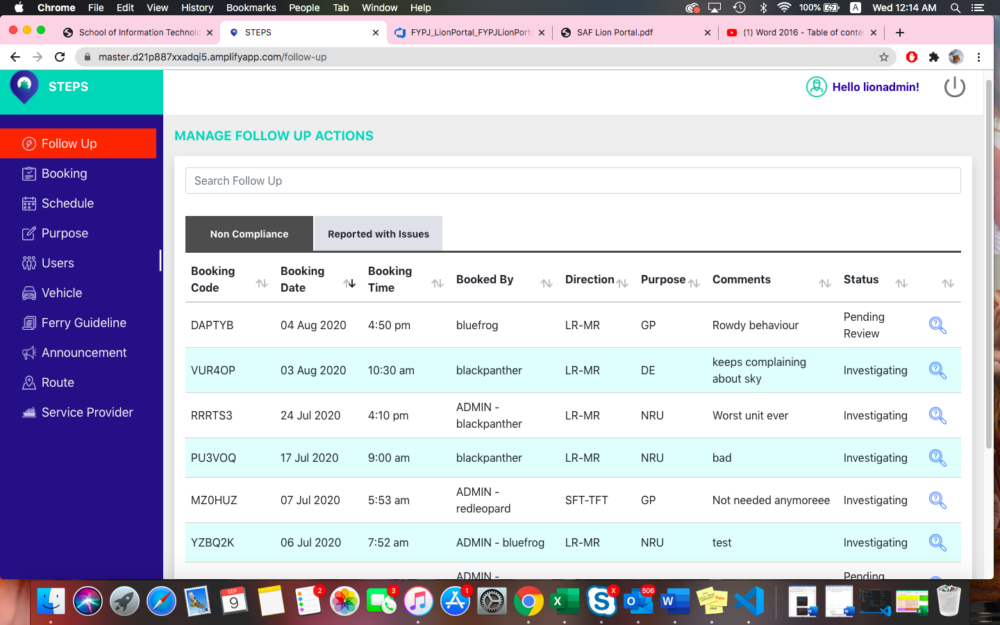 Chrome File Edit View History Bookmarks People Tab Window Help 100% A Wed 12:14 AM
School of Information Technolo STEPS FYPJ_LionPortal_FYPJLionPorta SAF Lion Portal.pdf (1) Word 2016 - Table of conte
master.d21p887xxadqi5.amplifyapp.com/follow-up
STEPS
Hello lionadmin!
Follow Up
Booking
Schedule
Purpose
Users
Vehicle
Ferry Guideline
Announcement
Route
Service Provider
MANAGE FOLLOW UP ACTIONS
Search Follow Up
Non Compliance Reported with Issues
Booking Code Booking Date Booking Time Booked By Direction Purpose Comments Status
DAPTYB 04 Aug 2020 4:50 pm bluefrog LR-MR GP Rowdy behaviour Pending Review
VUR4OP 03 Aug 2020 10:30 am blackpanther LR-MR DE keeps complaining about sky Investigating
RRRTS3 24 Jul 2020 4:10 pm ADMIN - blackpanther LR-MR NRU Worst unit ever Investigating
PU3VOQ 17 Jul 2020 9:00 am blackpanther LR-MR NRU bad Investigating
MZ0HUZ 07 Jul 2020 5:53 am ADMIN - redleopard SFT-TFT GP Not needed anymoreee Investigating
YZBQ2K 06 Jul 2020 7:52 am ADMIN - bluefrog LR-MR NRU test Investigating
ADMIN - Pending
SEP 9 2 3 1 X 506